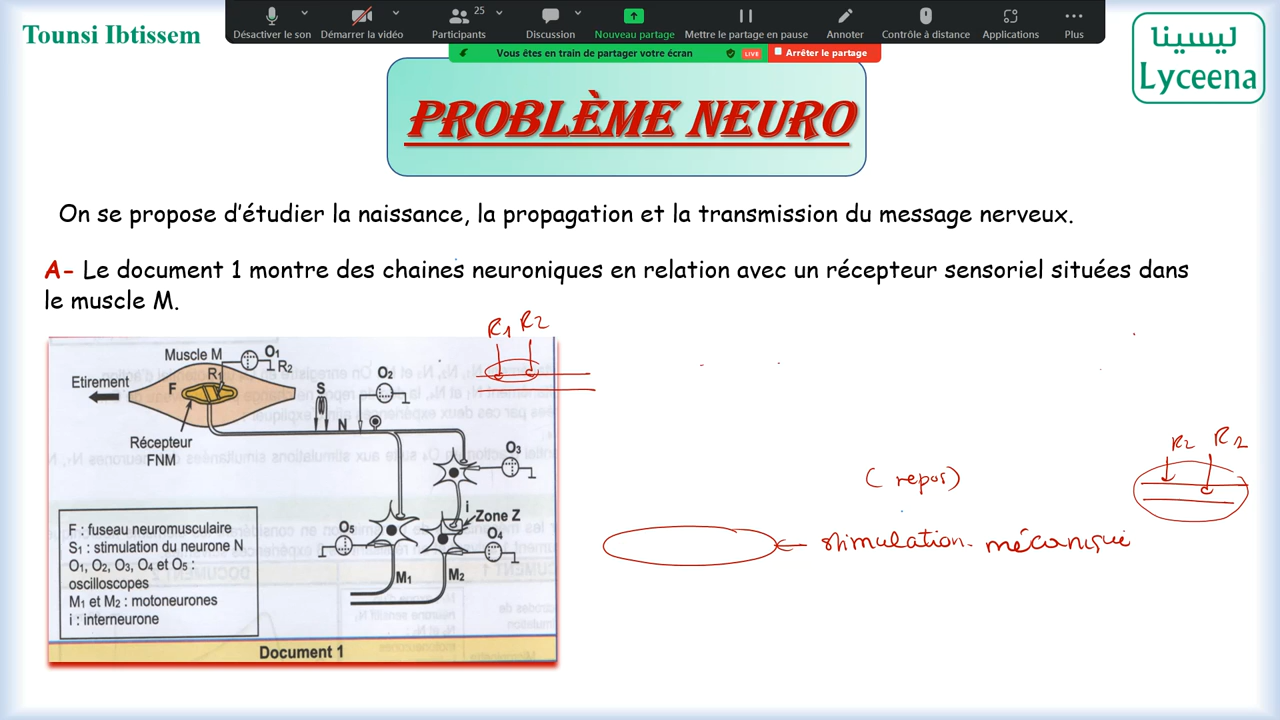 Tounsi Ibtissem
25
Désactiver le son
Démarrer la vidéo
Participants
Discussion
Nouveau partage
Mettre le partage en pause
Annoter
Contrôle à distance
Applications
Plus
Vous êtes en train de partager votre écran
LIVE
Arrêter le partage
ليسينا
Lyceena
PROBLÈME NEURO
On se propose d'étudier la naissance, la propagation et la transmission du message nerveux.
A- Le document 1 montre des chaines neuroniques en relation avec un récepteur sensoriel situées dans
le muscle M.
R1 R2
Muscle M
O1
R1
R2
Etirement
F
S
O2
N
Récepteur
FNM
O3
i
Zone Z
O5
O4
M1
M2
F : fuseau neuromusculaire
S1 : stimulation du neurone N
O1, O2, O3, O4 et O5 :
oscilloscopes
M1 et M2 : motoneurones
i : interneurone
Document 1
R2 R2
(repos)
stimulation mécanique